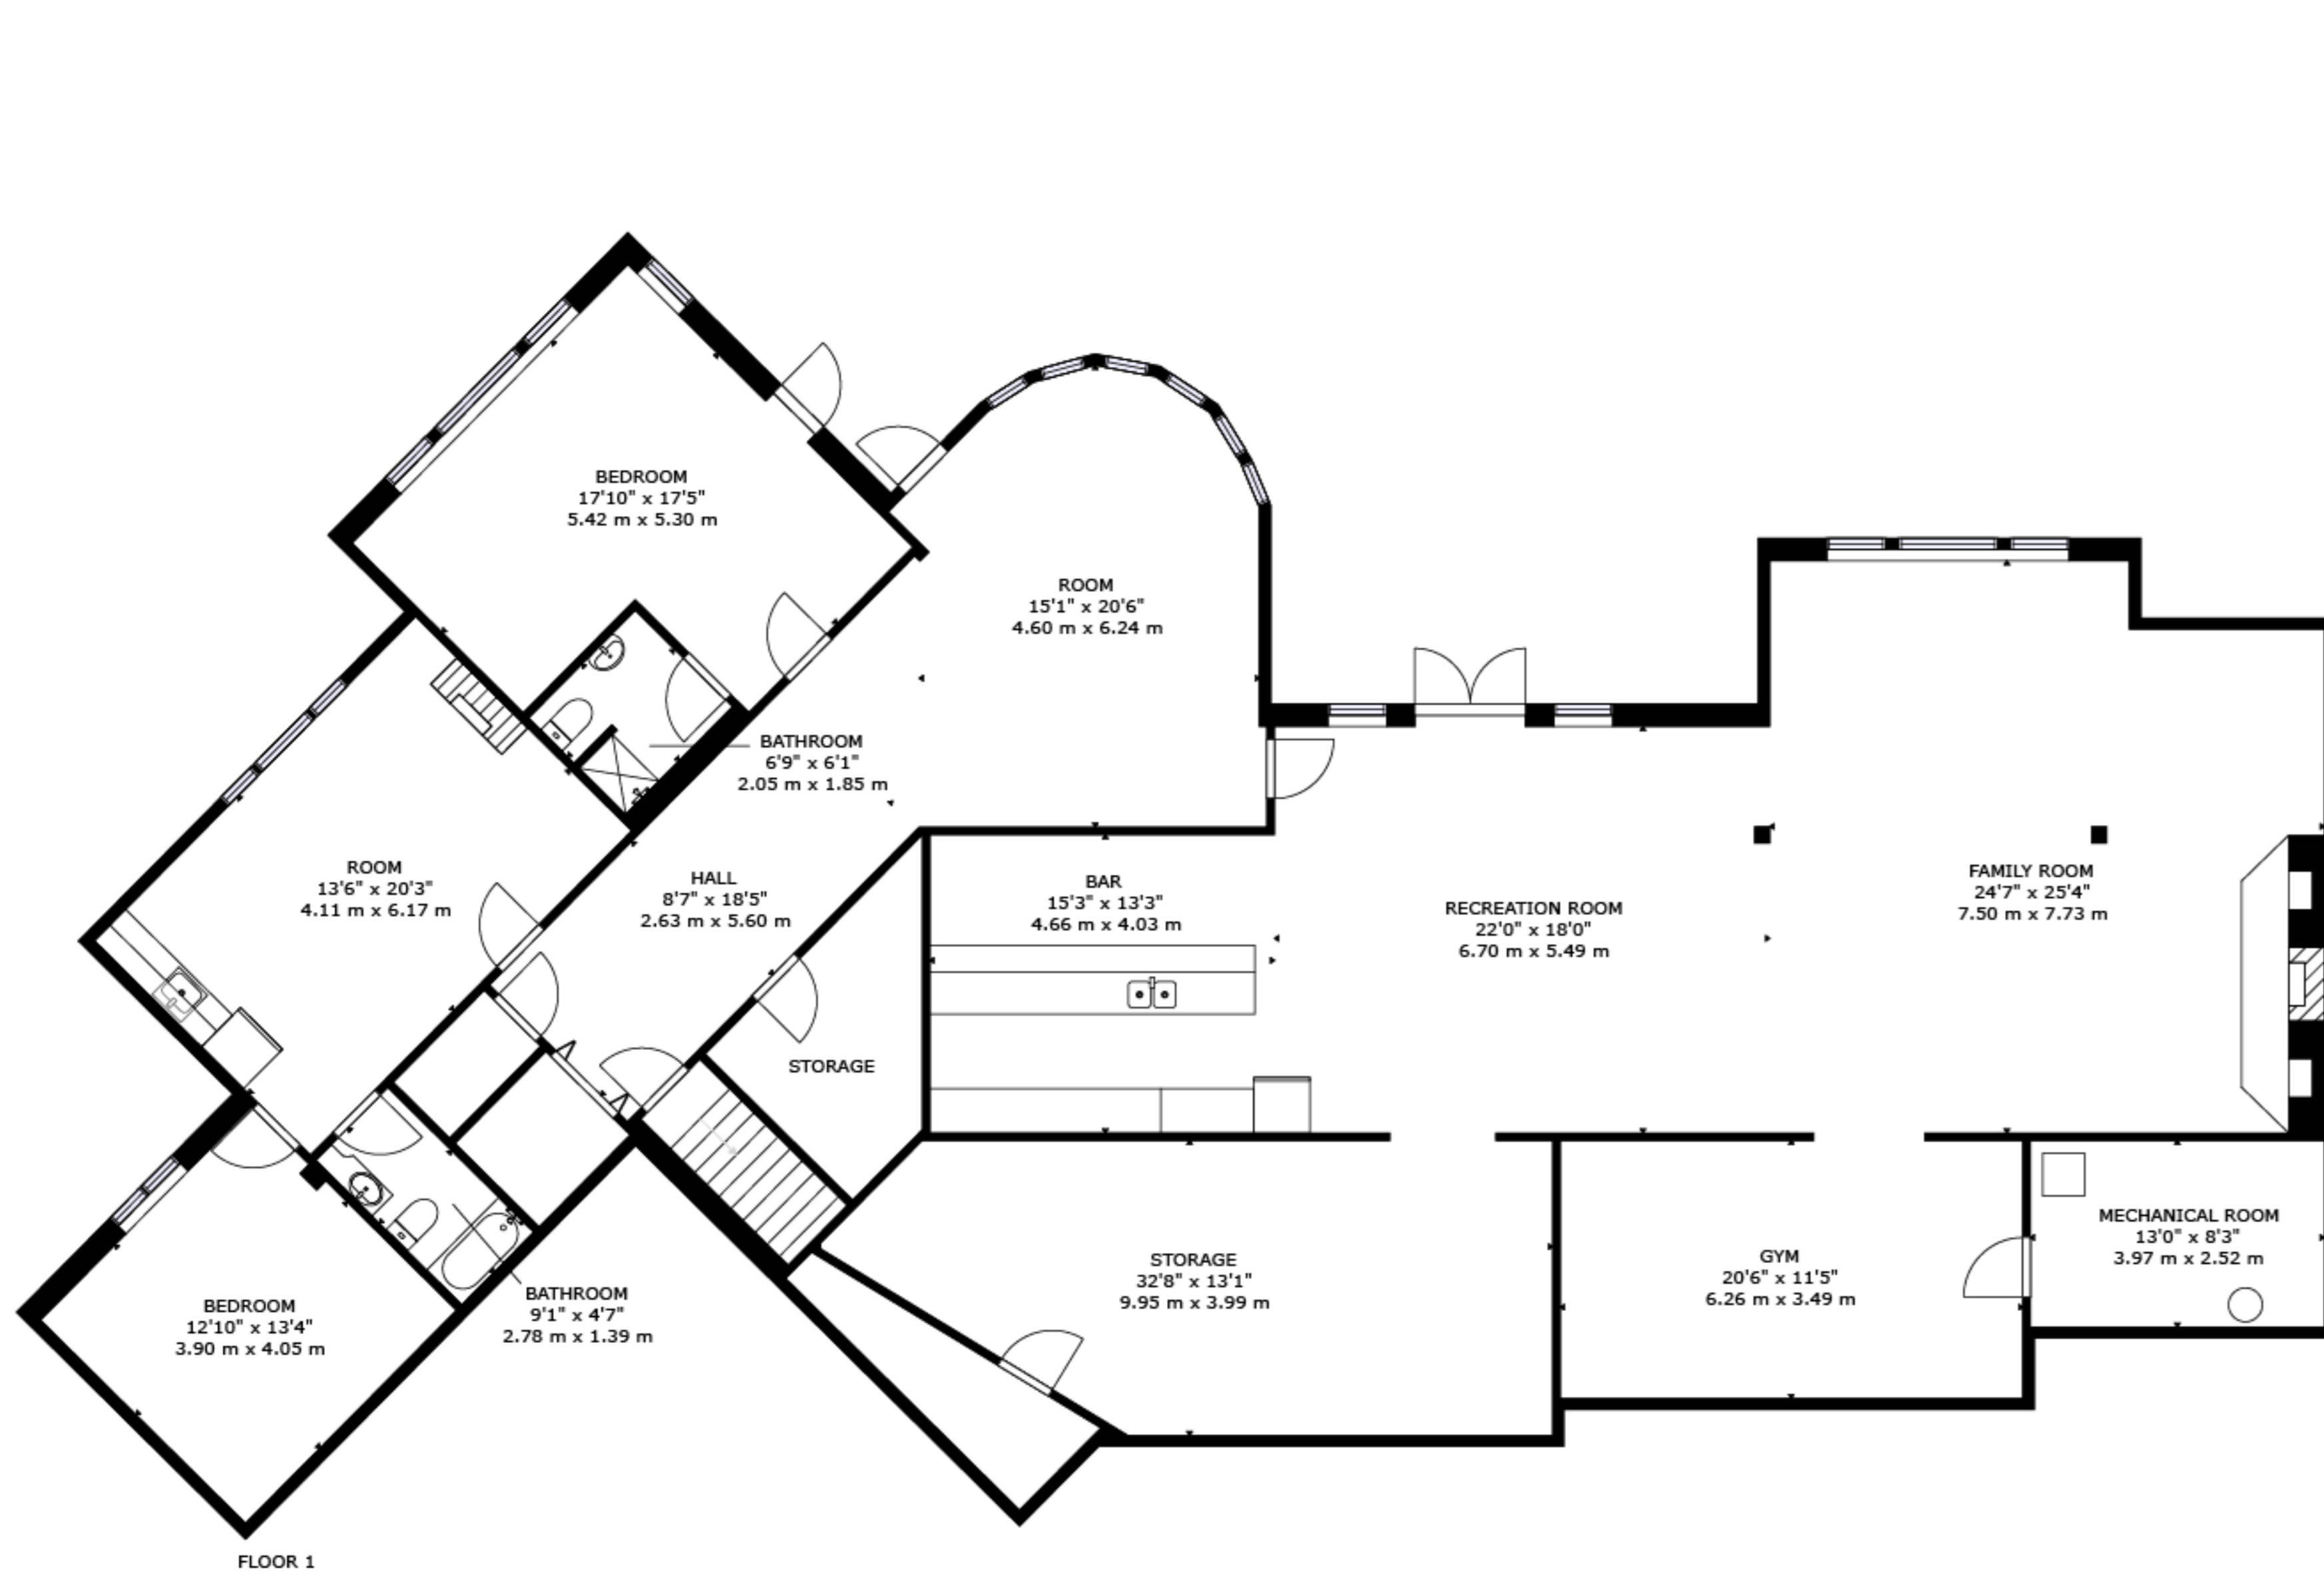 BEDROOM
17'10" x 17'5"
5.42 m x 5.30 m
ROOM
15'1" x 20'6"
4.60 m x 6.24 m
BATHROOM
6'9" x 6'1"
2.05 m x 1.85 m
ROOM
13'6" x 20'3"
4.11 m x 6.17 m
HALL
8'7" x 18'5"
2.63 m x 5.60 m
BAR
15'3" x 13'3"
4.66 m x 4.03 m
RECREATION ROOM
22'0" x 18'0"
6.70 m x 5.49 m
FAMILY ROOM
24'7" x 25'4"
7.50 m x 7.73 m
STORAGE
STORAGE
32'8" x 13'1"
9.95 m x 3.99 m
GYM
20'6" x 11'5"
6.26 m x 3.49 m
MECHANICAL ROOM
13'0" x 8'3"
3.97 m x 2.52 m
BEDROOM
12'10" x 13'4"
3.90 m x 4.05 m
BATHROOM
9'1" x 4'7"
2.78 m x 1.39 m
FLOOR 1